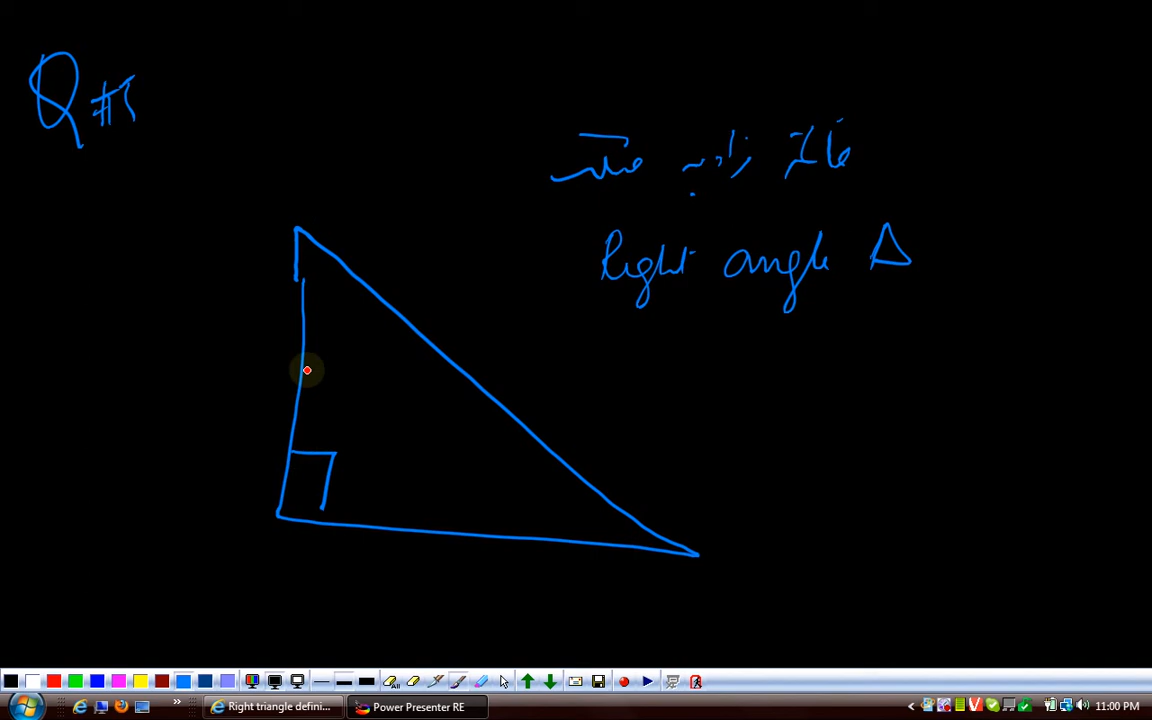 Q #1
قائمۃ زاویہ مثلث
Right angle Δ
Right triangle defini...
Power Presenter RE
11:00 PM